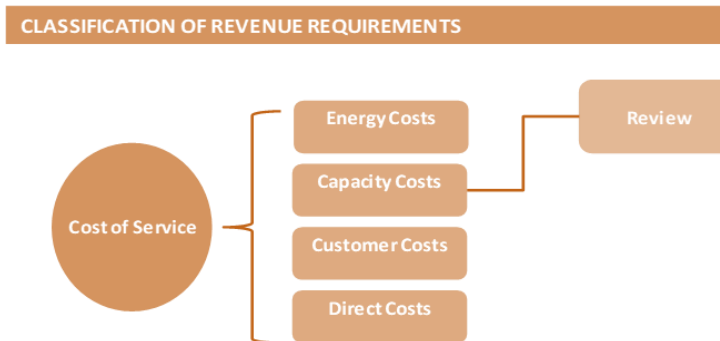 CLASSIFICATION OF REVENUE REQUIREMENTS
Energy Costs
Review
Capacity Costs
Cost of Service
Customer Costs
Direct Costs